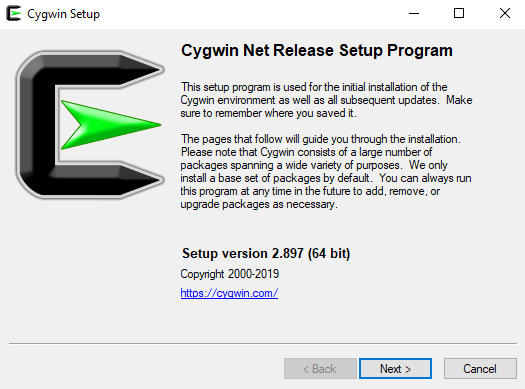 Cygwin Setup
Cygwin Net Release Setup Program
This setup program is used for the initial installation of the
Cygwin environment as well as all subsequent updates.  Make
sure to remember where you saved it.
The pages that follow will guide you through the installation.
Please note that Cygwin consists of a large number of
packages spanning a wide variety of purposes.  We only
install a base set of packages by default.  You can always run
this program at any time in the future to add, remove, or
upgrade packages as necessary.
Setup version 2.897 (64 bit)
Copyright 2000-2019
https://cygwin.com/
< Back Next > Cancel